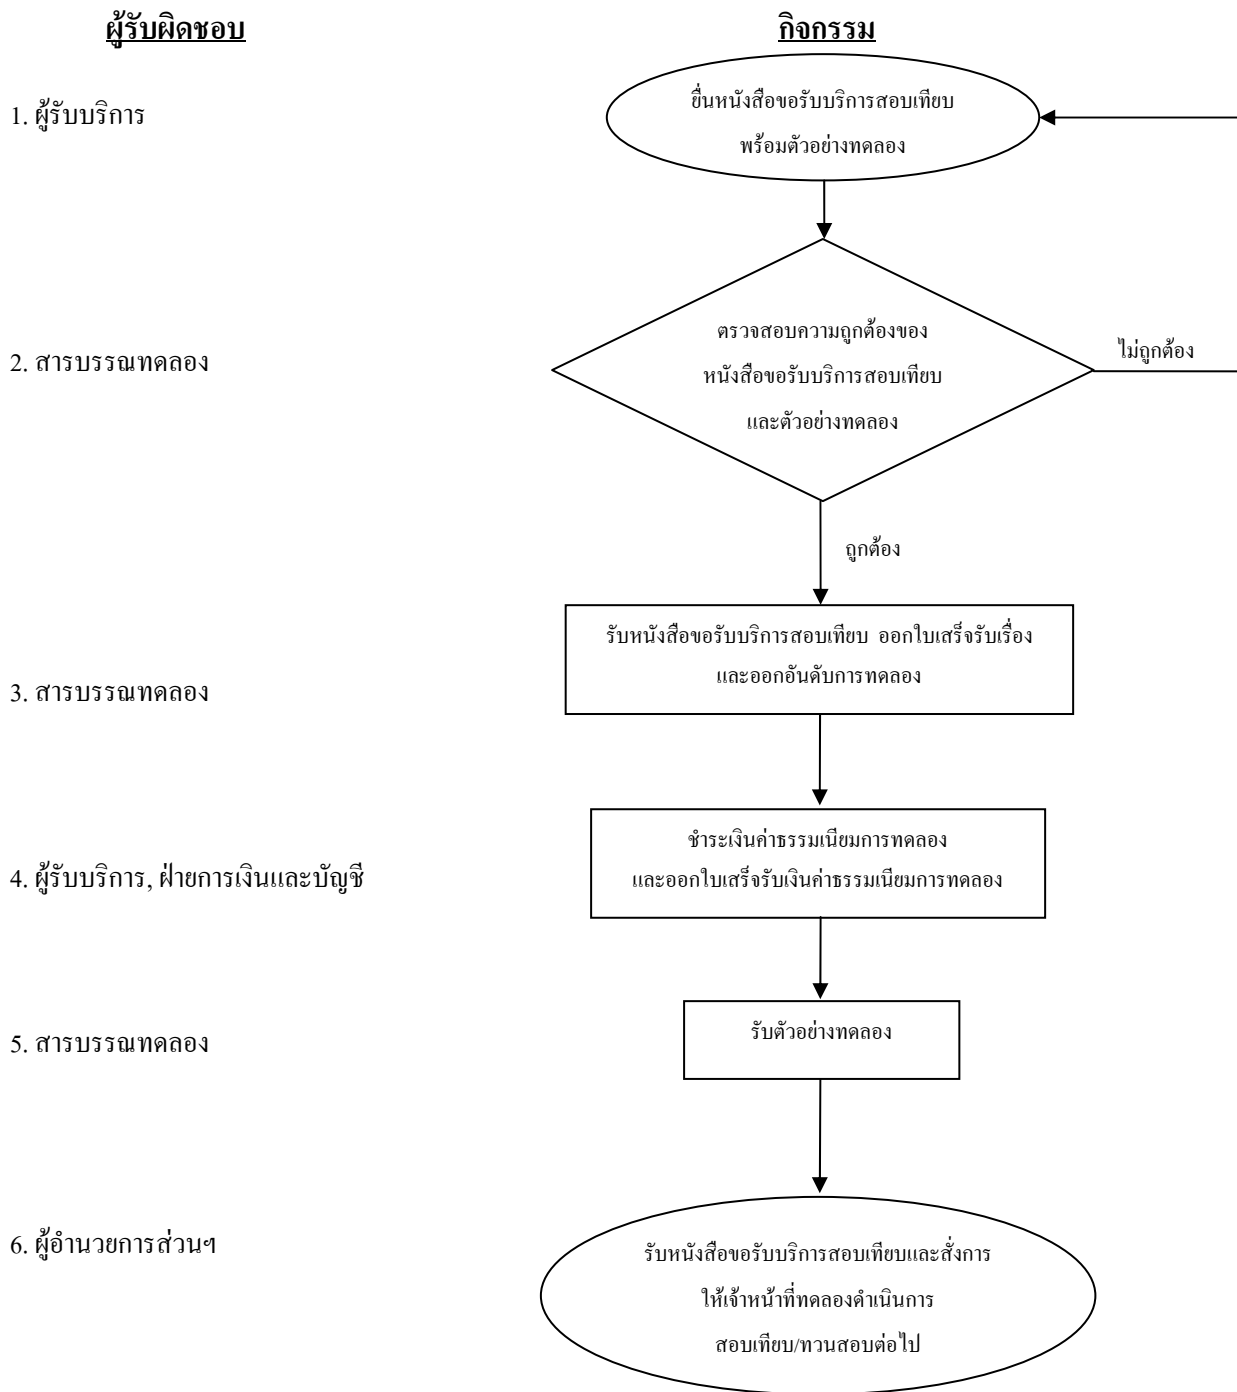 ผู้รับผิดชอบ
กิจกรรม
1. ผู้รับบริการ
ยื่นหนังสือขอรับบริการสอบเทียบ
พร้อมตัวอย่างทดลอง
2. สารบรรณทดลอง
ตรวจสอบความถูกต้องของ
หนังสือขอรับบริการสอบเทียบ
และตัวอย่างทดลอง
ไม่ถูกต้อง
ถูกต้อง
3. สารบรรณทดลอง
รับหนังสือขอรับบริการสอบเทียบ ออกใบเสร็จรับเรื่อง
และออกอันดับการทดลอง
4. ผู้รับบริการ, ฝ่ายการเงินและบัญชี
ชำระเงินค่าธรรมเนียมการทดลอง
และออกใบเสร็จรับเงินค่าธรรมเนียมการทดลอง
5. สารบรรณทดลอง
รับตัวอย่างทดลอง
6. ผู้อำนวยการส่วนฯ
รับหนังสือขอรับบริการสอบเทียบและสั่งการ
ให้เจ้าหน้าที่ทดลองดำเนินการ
สอบเทียบ/ทวนสอบต่อไป